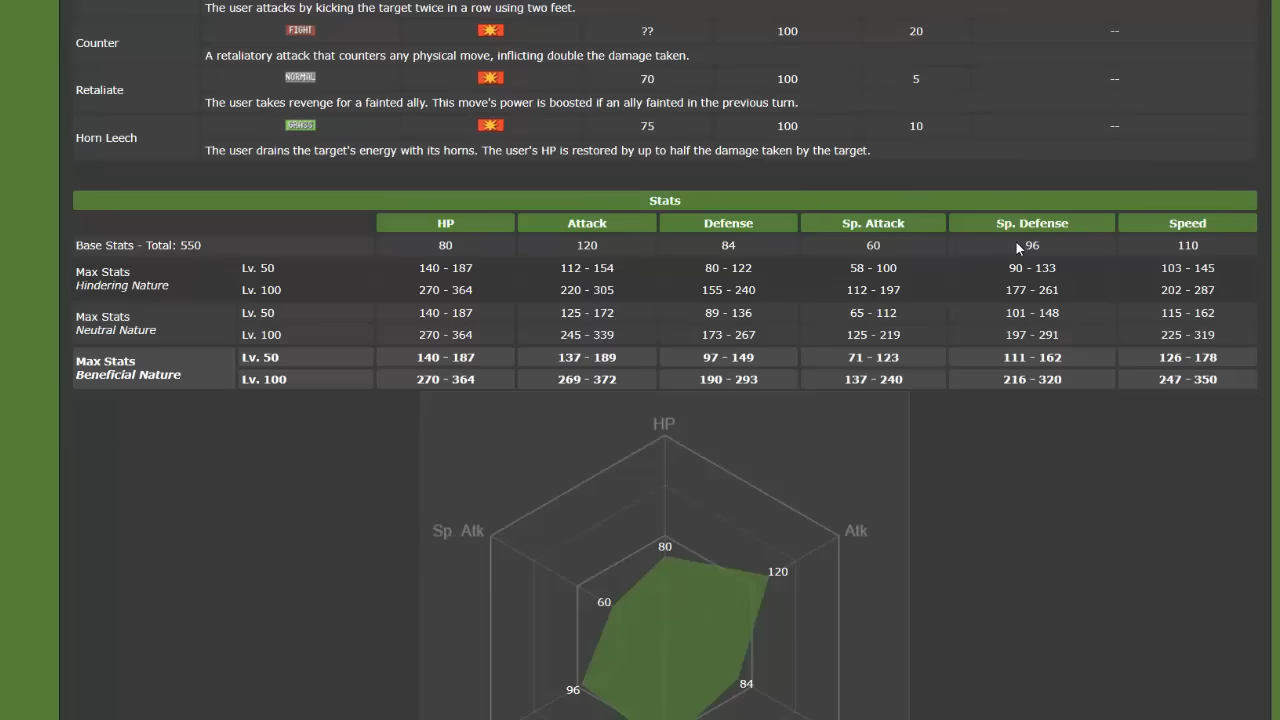 The user attacks by kicking the target twice in a row using two feet.
Counter FIGHT ?? 100 20 --
A retaliatory attack that counters any physical move, inflicting double the damage taken.
Retaliate NORMAL 70 100 5 --
The user takes revenge for a fainted ally. This move's power is boosted if an ally fainted in the previous turn.
Horn Leech GRASS 75 100 10 --
The user drains the target's energy with its horns. The user's HP is restored by up to half the damage taken by the target.
Stats
HP Attack Defense Sp. Attack Sp. Defense Speed
Base Stats - Total: 550 80 120 84 60 96 110
Max Stats
Hindering Nature
Lv. 50 140 - 187 112 - 154 80 - 122 58 - 100 90 - 133 103 - 145
Lv. 100 270 - 364 220 - 305 155 - 240 112 - 197 177 - 261 202 - 287
Max Stats
Neutral Nature
Lv. 50 140 - 187 125 - 172 89 - 136 65 - 112 101 - 148 115 - 162
Lv. 100 270 - 364 245 - 339 173 - 267 125 - 219 197 - 291 225 - 319
Max Stats
Beneficial Nature
Lv. 50 140 - 187 137 - 189 97 - 149 71 - 123 111 - 162 126 - 178
Lv. 100 270 - 364 269 - 372 190 - 293 137 - 240 216 - 320 247 - 350
HP
Sp. Atk Atk
80
120
60
84
96